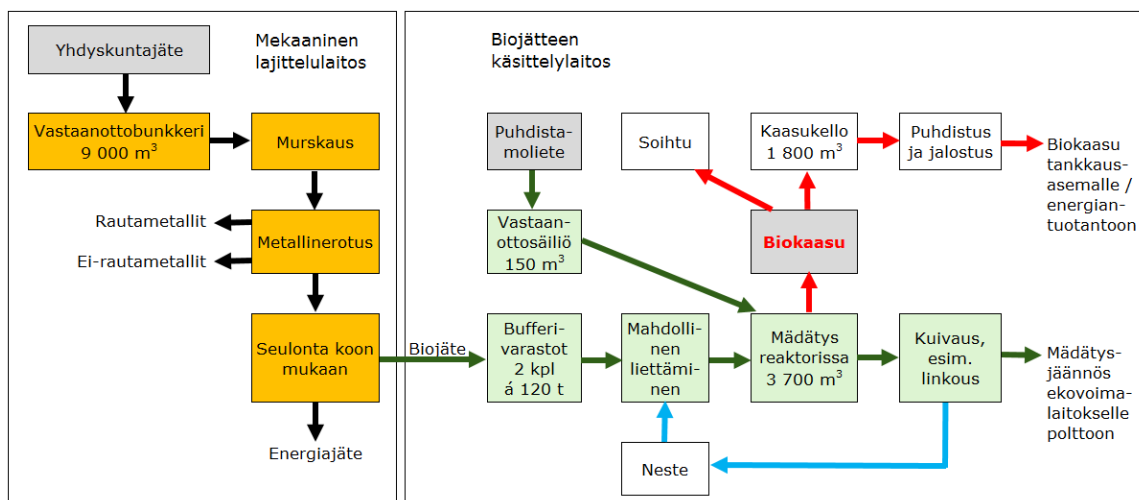 Yhdyskuntajäte
Mekaaninen
lajittelulaitos
Vastaanottobunkkeri
9 000 m³
Murskaus
Rautametallit
Ei-rautametallit
Metallinerotus
Seulonta koon
mukaan
Energiajäte
Biojätteen
käsittelylaitos
Puhdista-
moliete
Soihtu
Kaasukello
1 800 m³
Puhdistus
ja jalostus
Biokaasu
tankkaus-
asemalle /
energian-
tuotantoon
Vastaan-
ottosäiliö
150 m³
Biokaasu
Biojäte
Bufferi-
varastot
2 kpl
á 120 t
Mahdolli-
nen
liettämi-
nen
Mädätys
reaktorissa
3 700 m³
Kuivaus,
esim.
linkous
Mädätys-
jäännös
ekovoima-
laitokselle
polttoon
Neste